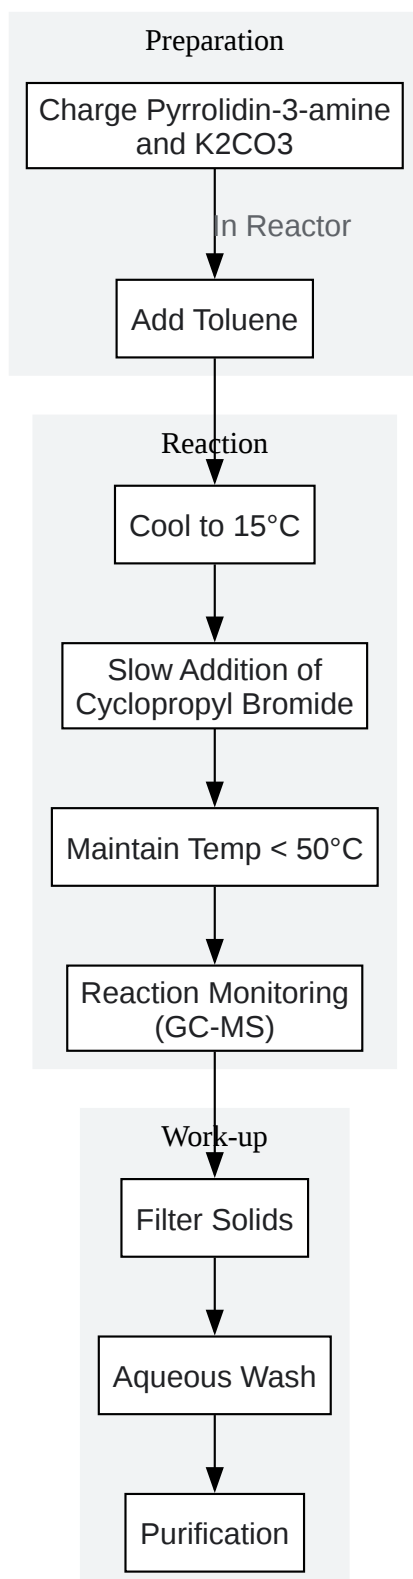 Preparation
Charge Pyrrolidin-3-amine
and K2CO3
In Reactor
Add Toluene
Reaction
Cool to 15°C
Slow Addition of
Cyclopropyl Bromide
Maintain Temp < 50°C
Reaction Monitoring
(GC-MS)
Work-up
Filter Solids
Aqueous Wash
Purification